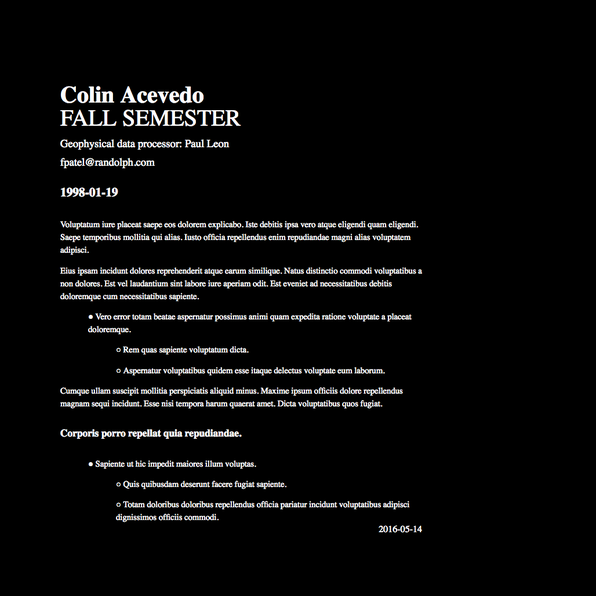 Colin Acevedo
FALL SEMESTER
Geophysical data processor: Paul Leon
fpatel@randolph.com
1998-01-19
Voluptatum iure placeat saepe eos dolorem explicabo. Iste debitis ipsa vero atque eligendi quam eligendi.
Saepe temporibus mollitia qui alias. Iusto officia repellendus enim repudiandae magni alias voluptatem
adipisci.
Eius ipsam incidunt dolores reprehenderit atque earum similique. Natus distinctio commodi voluptatibus a
non dolores. Est vel laudantium sint labore iure aperiam odit. Est eveniet ad necessitatibus debitis
doloremque cum necessitatibus sapiente.
● Vero error totam beatae aspernatur possimus animi quam expedita ratione voluptate a placeat
doloremque.
○ Rem quas sapiente voluptatum dicta.
○ Aspernatur voluptatibus quidem esse itaque delectus voluptate eum laborum.
Cumque ullam suscipit mollitia perspiciatis aliquid minus. Maxime ipsum officiis dolore repellendus
magnam sequi incidunt. Esse nisi tempora harum quaerat amet. Dicta voluptatibus quos fugiat.
Corporis porro repellat quia repudiandae.
● Sapiente ut hic impedit maiores illum voluptas.
○ Quis quibusdam deserunt facere fugiat sapiente.
○ Totam doloribus doloribus repellendus officia pariatur incidunt voluptatibus adipisci
dignissimos officiis commodi.
2016-05-14